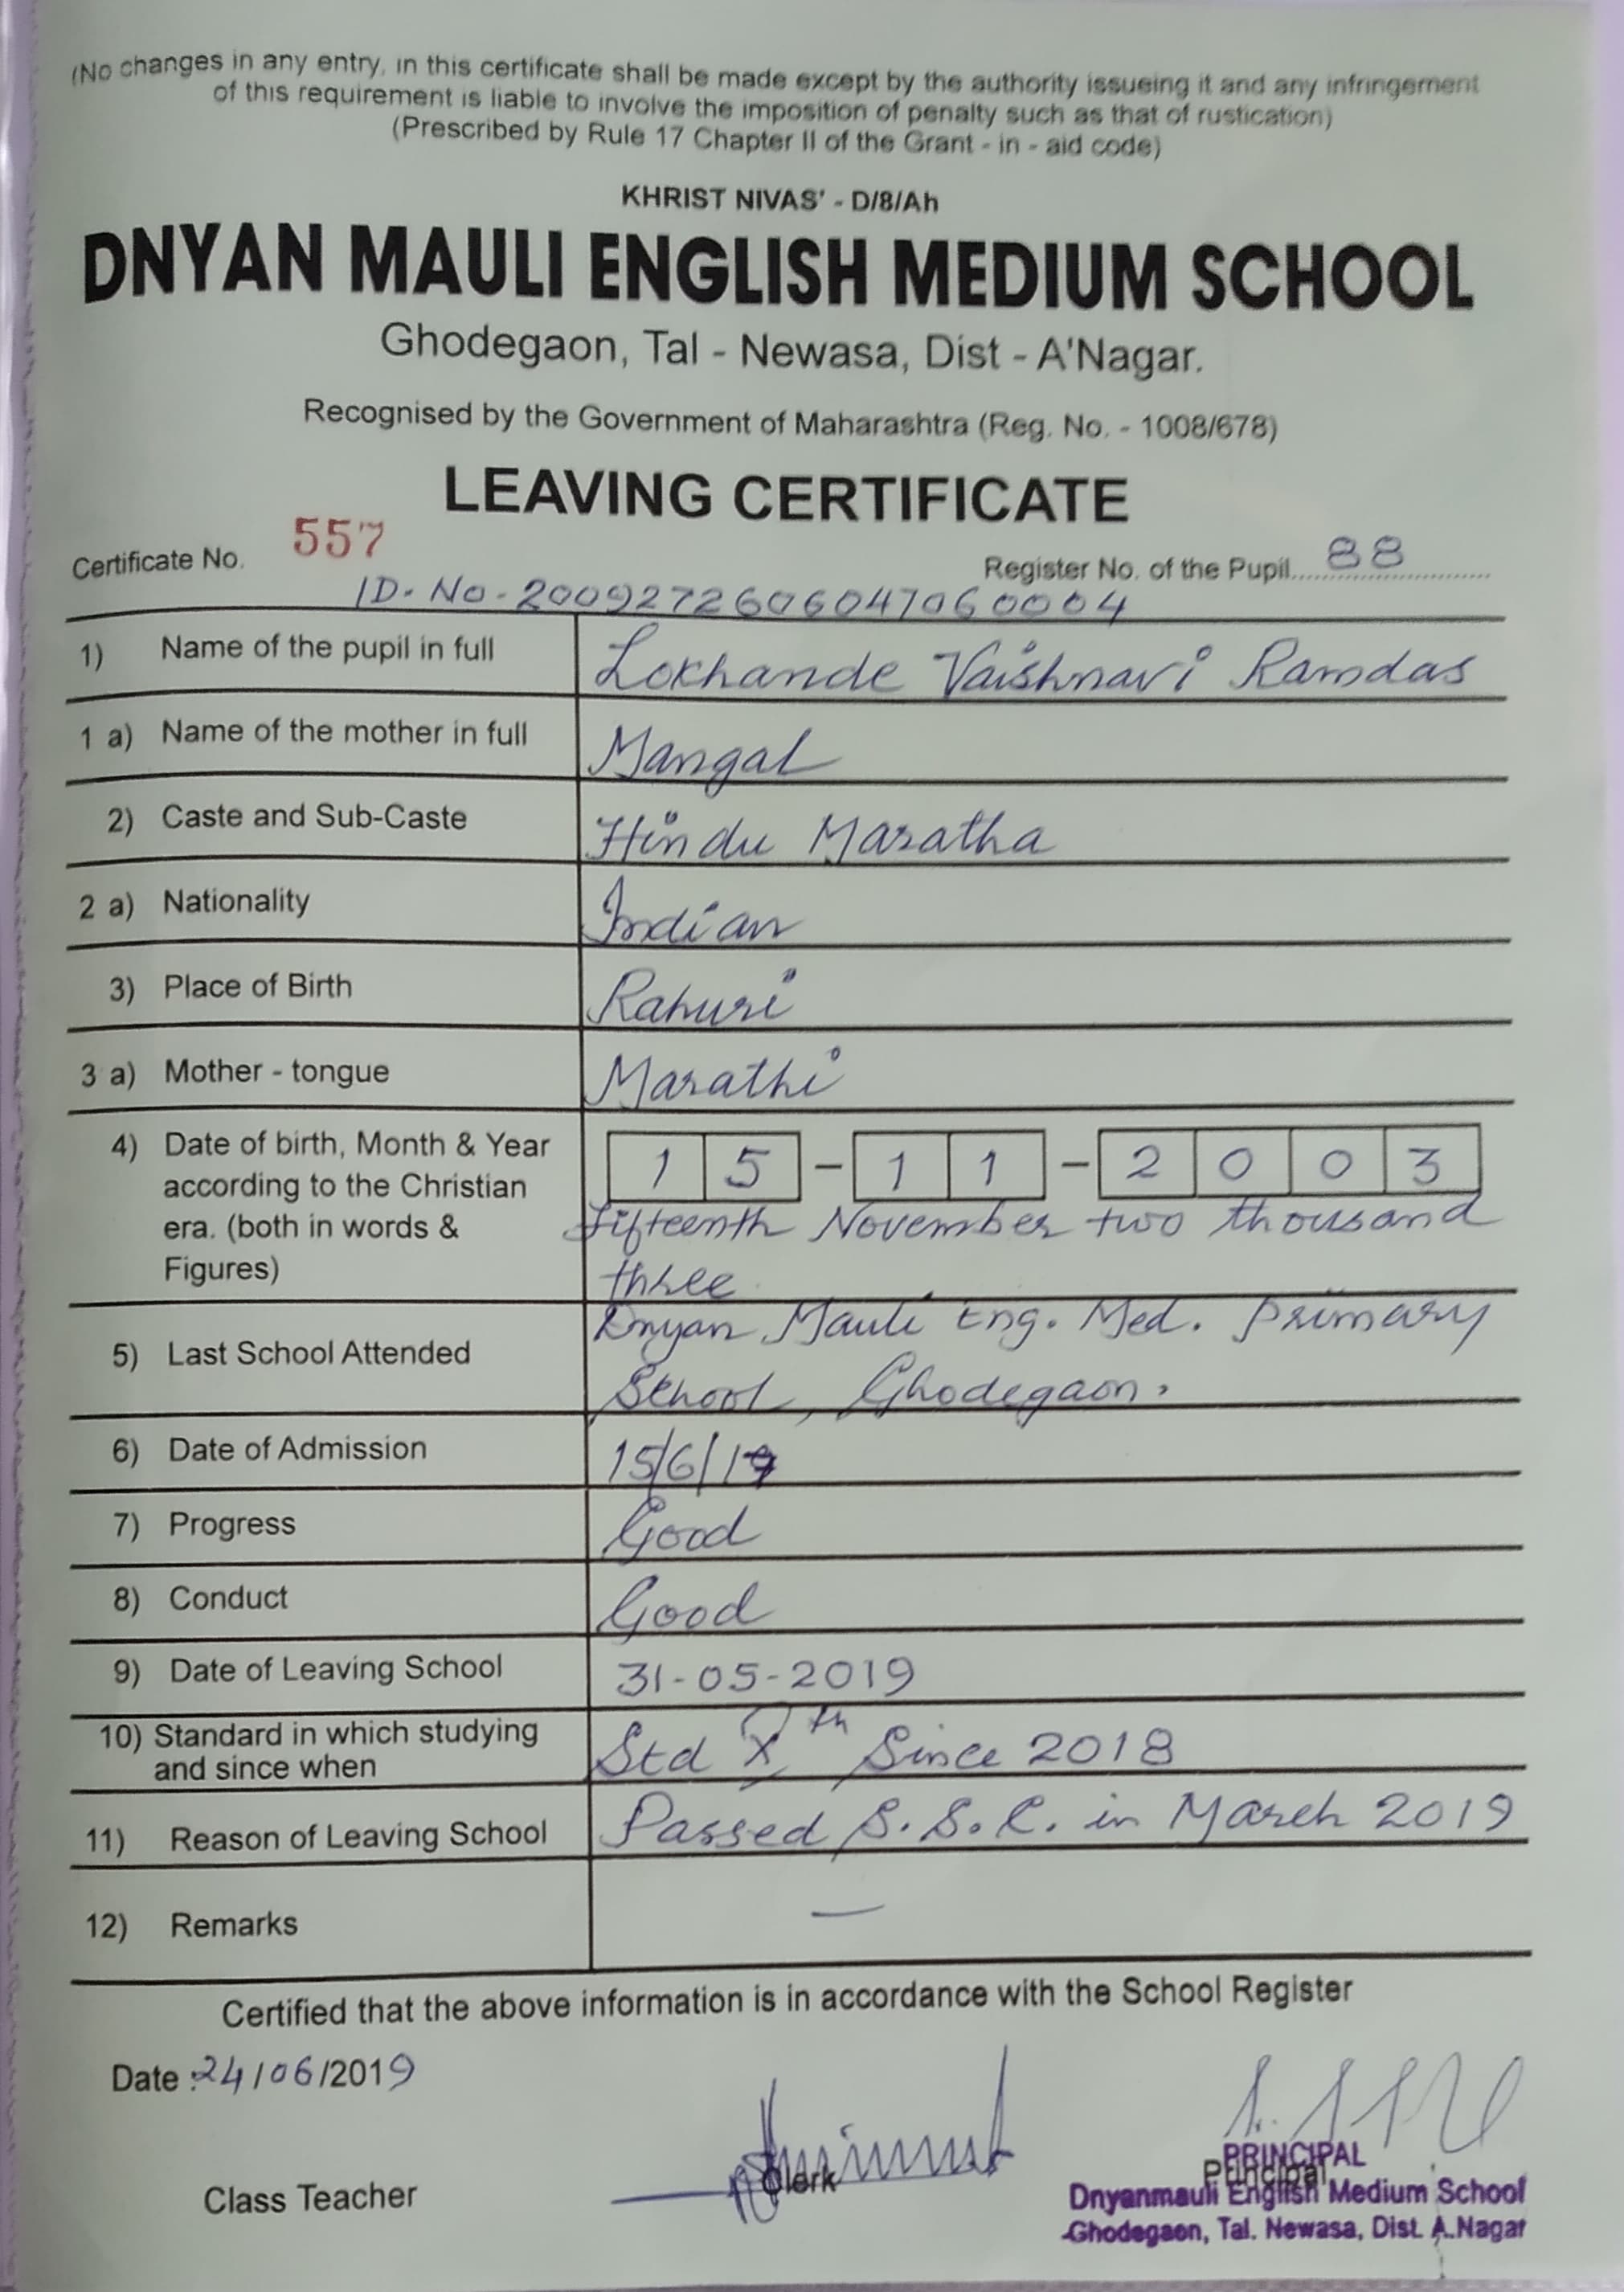 (No changes in any entry, in this certificate shall be made except by the authority issueing it and any infringement
of this requirement is liable to involve the imposition of penalty such as that of rustication)
(Prescribed by Rule 17 Chapter II of the Grant - in - aid code)
KHRIST NIVAS' - D/8/Ah
DNYAN MAULI ENGLISH MEDIUM SCHOOL
Ghodegaon, Tal - Newasa, Dist - A'Nagar.
Recognised by the Government of Maharashtra (Reg. No. - 1008/678)
LEAVING CERTIFICATE
Certificate No. 557 Register No. of the Pupil 88
ID. No - 2009272606047060004
1) Name of the pupil in full Lokhande Vaishnavi Ramdas
1 a) Name of the mother in full Mangal
2) Caste and Sub-Caste Hindu Maratha
2 a) Nationality Indian
3) Place of Birth Rahuri
3 a) Mother - tongue Marathi
4) Date of birth, Month & Year 1 5 - 1 1 - 2 0 0 3
according to the Christian
era. (both in words & Fifteenth November two thousand
Figures) three
Dnyan Mauli Eng. Med. Primary
5) Last School Attended
School, Ghodegaon.
6) Date of Admission 15/6/
7) Progress Good
8) Conduct Good
9) Date of Leaving School 31-05-2019
10) Standard in which studying
and since when Std Xth Since 2018
11) Reason of Leaving School Passed S.S.C. in March 2019
12) Remarks —
Certified that the above information is in accordance with the School Register
Date : 24/06/2019
PRINCIPAL
Class Teacher Clerk Principal
Dnyanmauli English Medium School
Ghodegaon, Tal. Newasa, Dist. A.Nagar